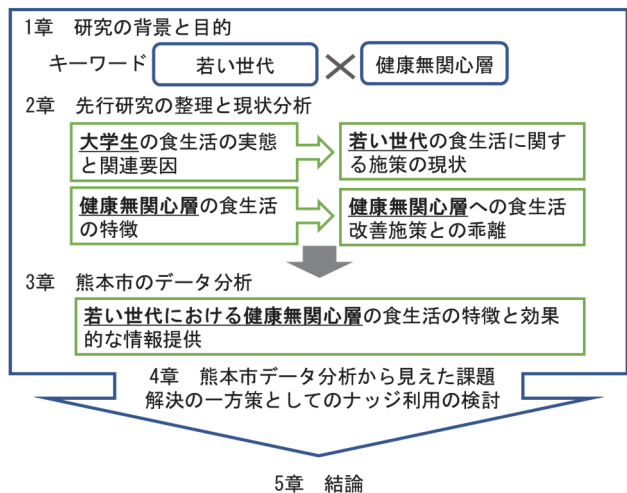 1章　研究の背景と目的
キーワード　若い世代　×　健康無関心層
2章　先行研究の整理と現状分析
大学生の食生活の実態
と関連要因
若い世代の食生活に関す
る施策の現状
健康無関心層の食生活
の特徴
健康無関心層への食生活
改善施策との乖離
3章　熊本市のデータ分析
若い世代における健康無関心層の食生活の特徴と効果
的な情報提供
4章　熊本市データ分析から見えた課題
解決の一方策としてのナッジ利用の検討
5章　結論